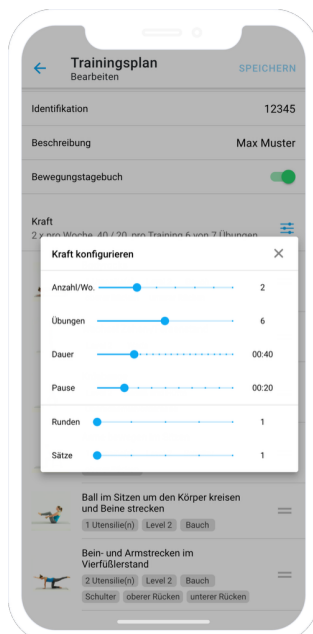 Trainingsplan
Bearbeiten
SPEICHERN
Identifikation 12345
Beschreibung Max Muster
Bewegungstagebuch
Kraft
2 x pro Woche, 40 / 20, pro Training 6 von 7 Übungen
Kraft konfigurieren
Anzahl/Wo. 2
Übungen 6
Dauer 00:40
Pause 00:20
Runden 1
Sätze 1
Ball im Sitzen um den Körper kreisen
und Beine strecken
1 Utensilie(n) Level 2 Bauch
Bein- und Armstrecken im
Vierfüßlerstand
2 Utensilie(n) Level 2 Bauch
Schulter oberer Rücken unterer Rücken